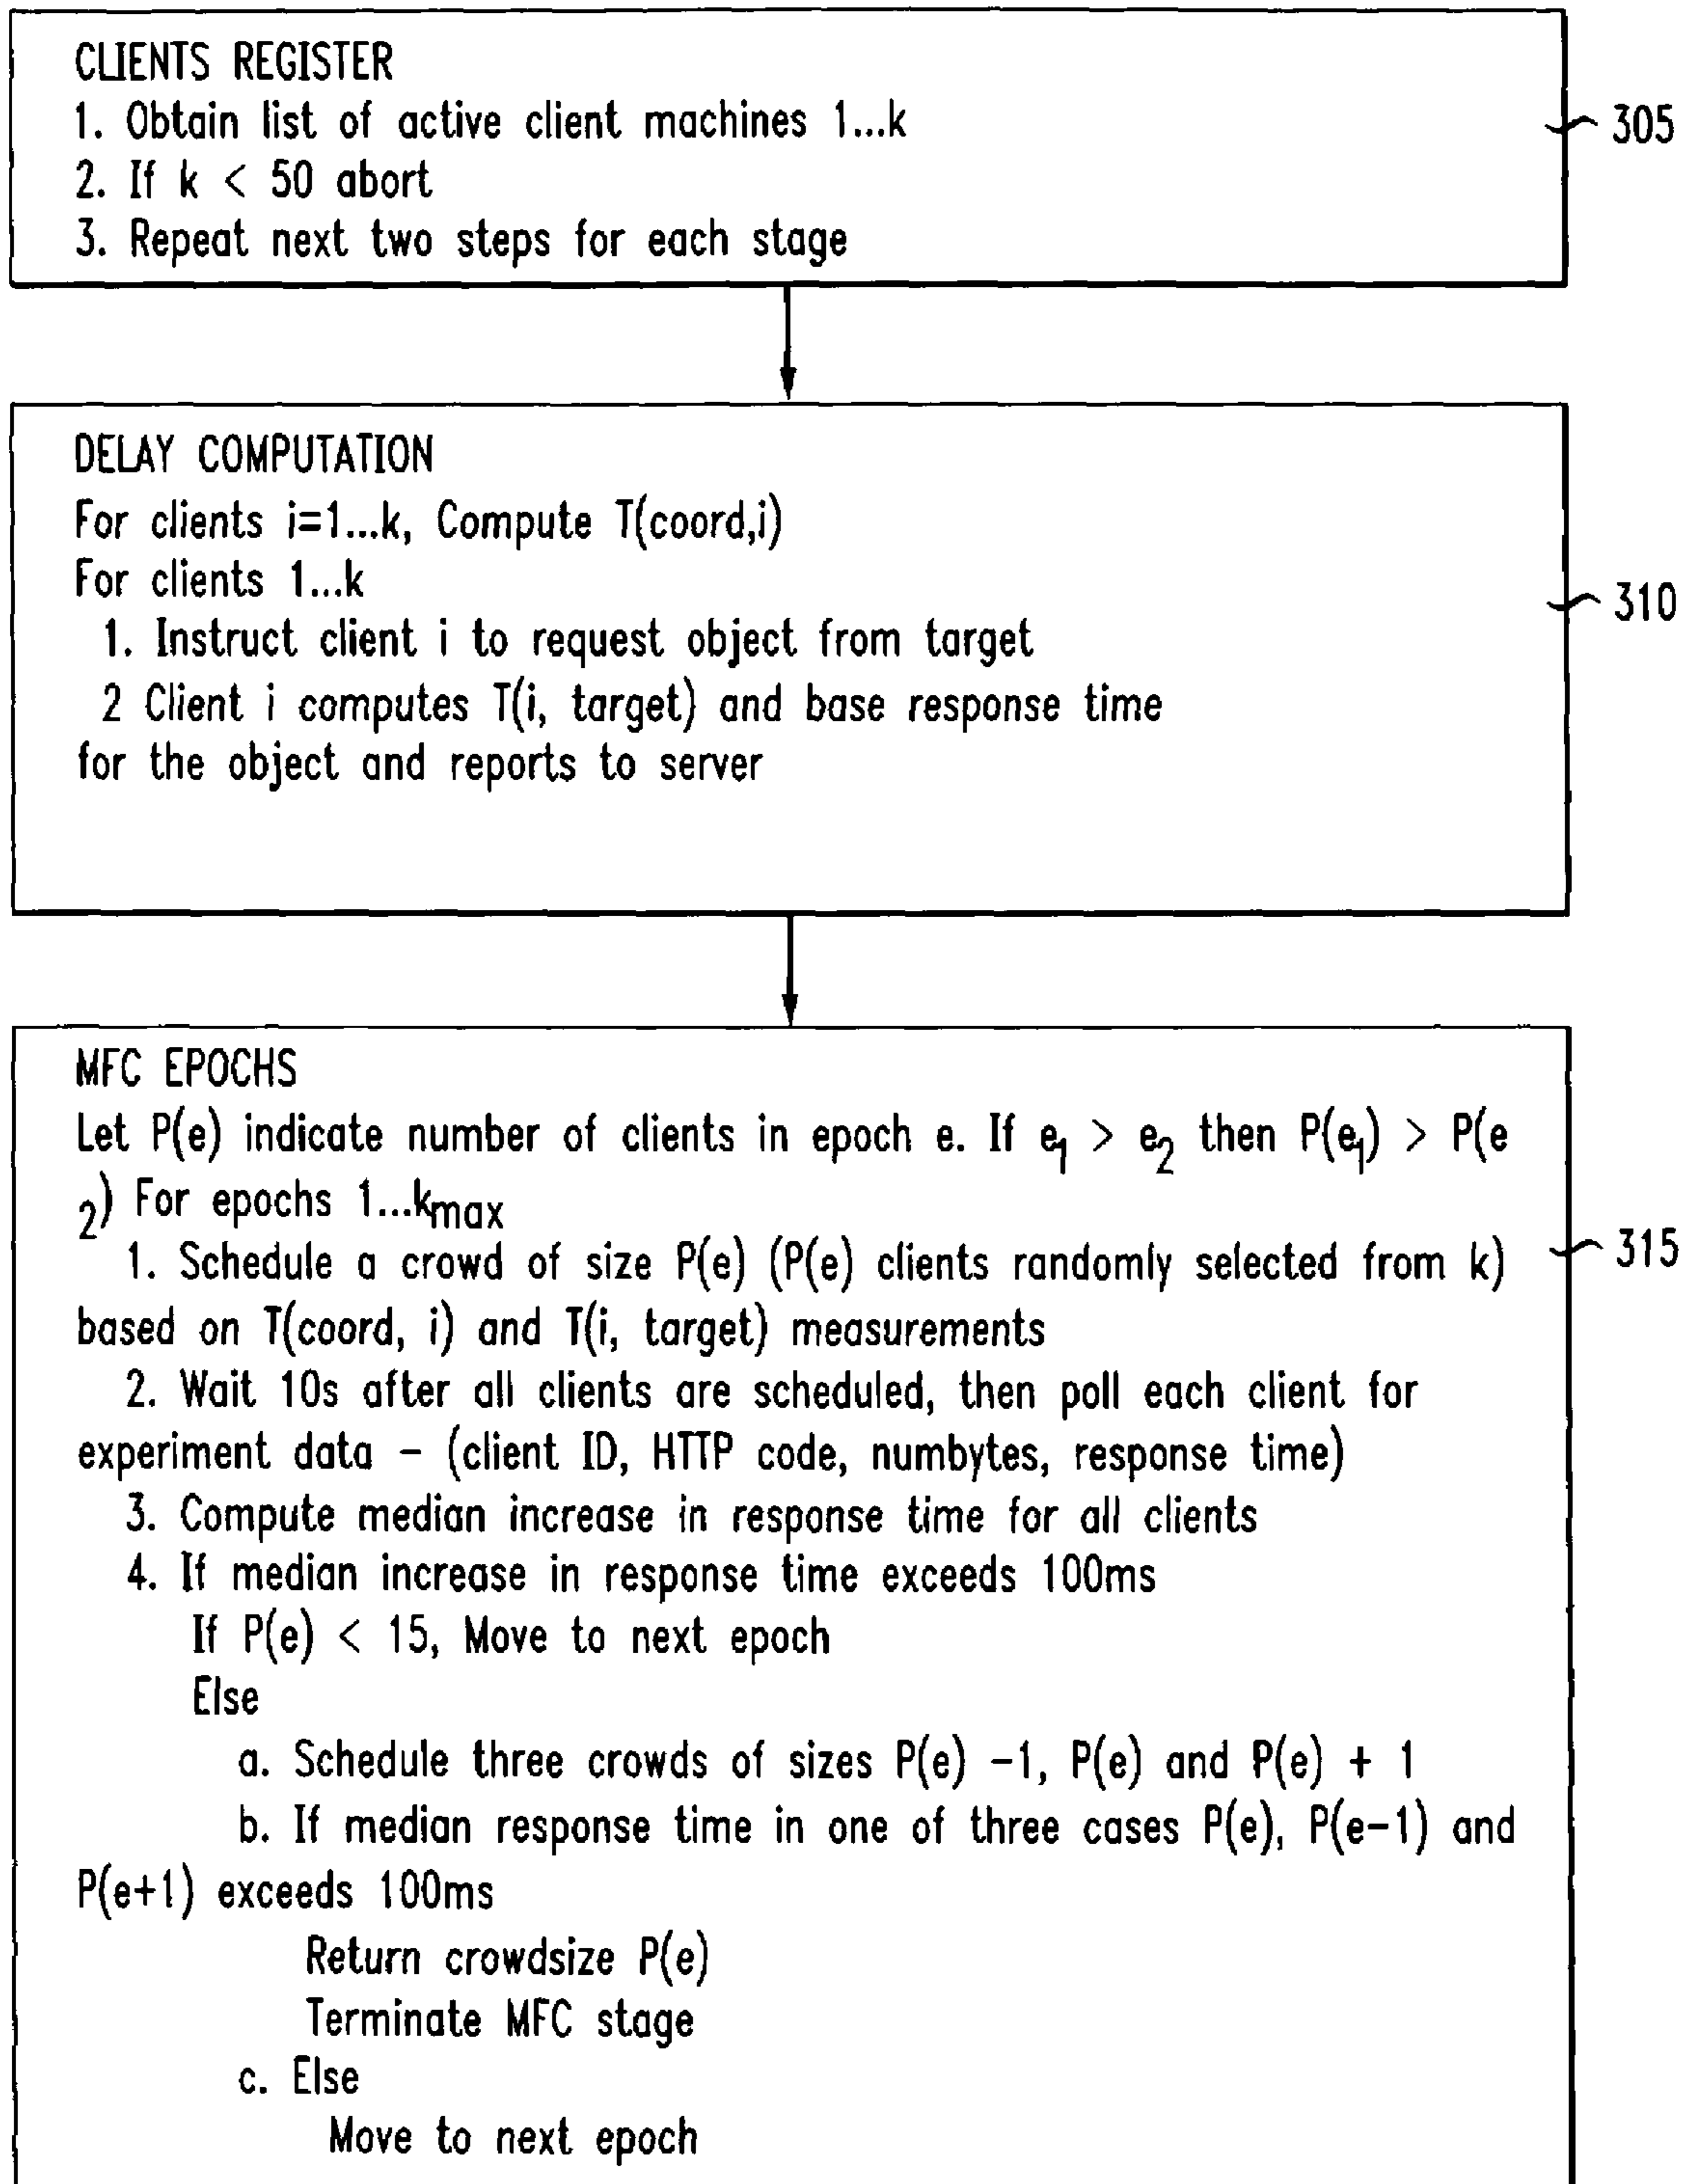 CLIENTS REGISTER
1. Obtain list of active client machines 1...k
2. If k < 50 abort
3. Repeat next two steps for each stage
305
DELAY COMPUTATION
For clients i=1...k, Compute T(coord,i)
For clients 1...k
1. Instruct client i to request object from target
2 Client i computes T(i, target) and base response time
for the object and reports to server
310
MFC EPOCHS
Let P(e) indicate number of clients in epoch e. If e1 > e2 then P(e1) > P(e
2) For epochs 1...kmax
1. Schedule a crowd of size P(e) (P(e) clients randomly selected from k)
based on T(coord, i) and T(i, target) measurements
2. Wait 10s after all clients are scheduled, then poll each client for
experiment data – (client ID, HTTP code, numbytes, response time)
3. Compute median increase in response time for all clients
4. If median increase in response time exceeds 100ms
If P(e) < 15, Move to next epoch
Else
a. Schedule three crowds of sizes P(e) -1, P(e) and P(e) + 1
b. If median response time in one of three cases P(e), P(e-1) and
P(e+1) exceeds 100ms
Return crowdsize P(e)
Terminate MFC stage
c. Else
Move to next epoch
315